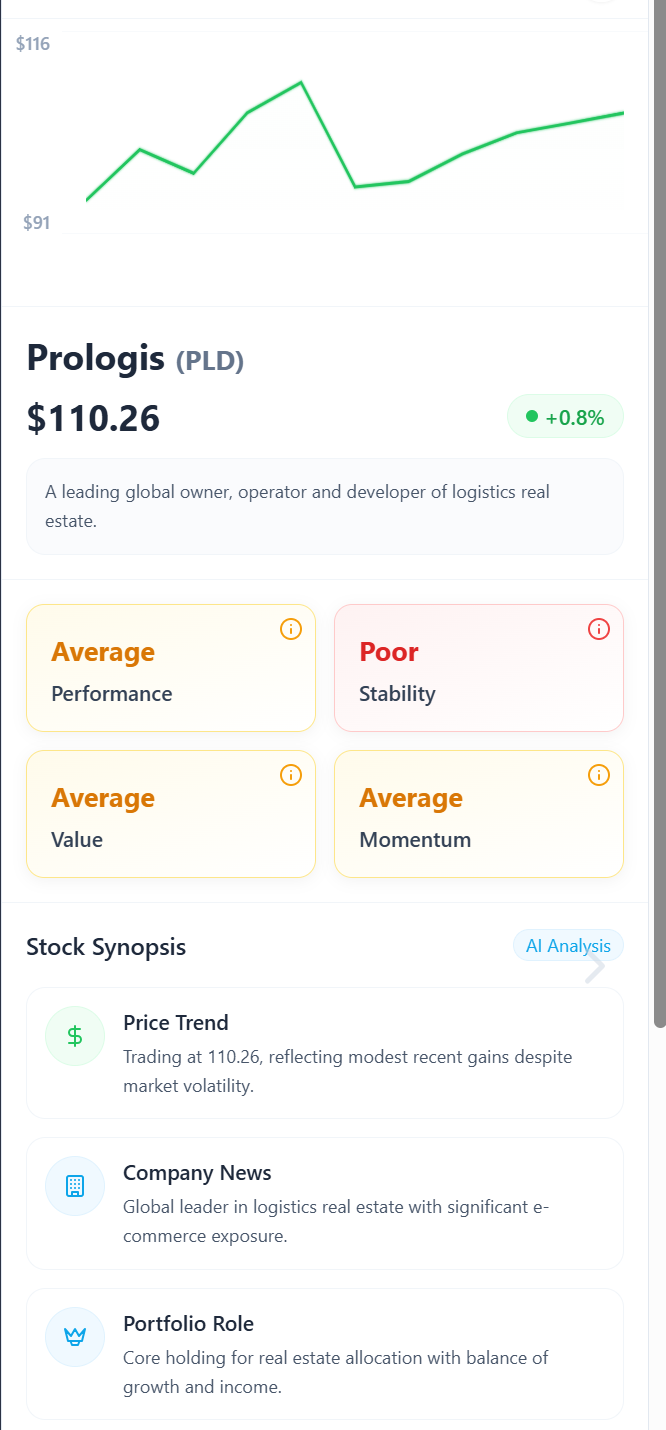 $116
$91
Prologis (PLD)
$110.26
+0.8%
A leading global owner, operator and developer of logistics real
estate.
Average
Performance
Poor
Stability
Average
Value
Average
Momentum
Stock Synopsis
AI Analysis
Price Trend
Trading at 110.26, reflecting modest recent gains despite
market volatility.
Company News
Global leader in logistics real estate with significant e-
commerce exposure.
Portfolio Role
Core holding for real estate allocation with balance of
growth and income.